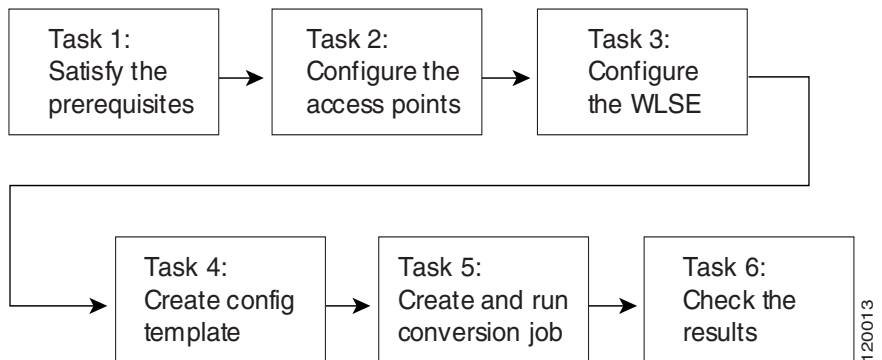 Task 1:
Satisfy the
prerequisites
Task 2:
Configure the
access points
Task 3:
Configure
the WLSE
Task 4:
Create config
template
Task 5:
Create and run
conversion job
Task 6:
Check the
results
120013